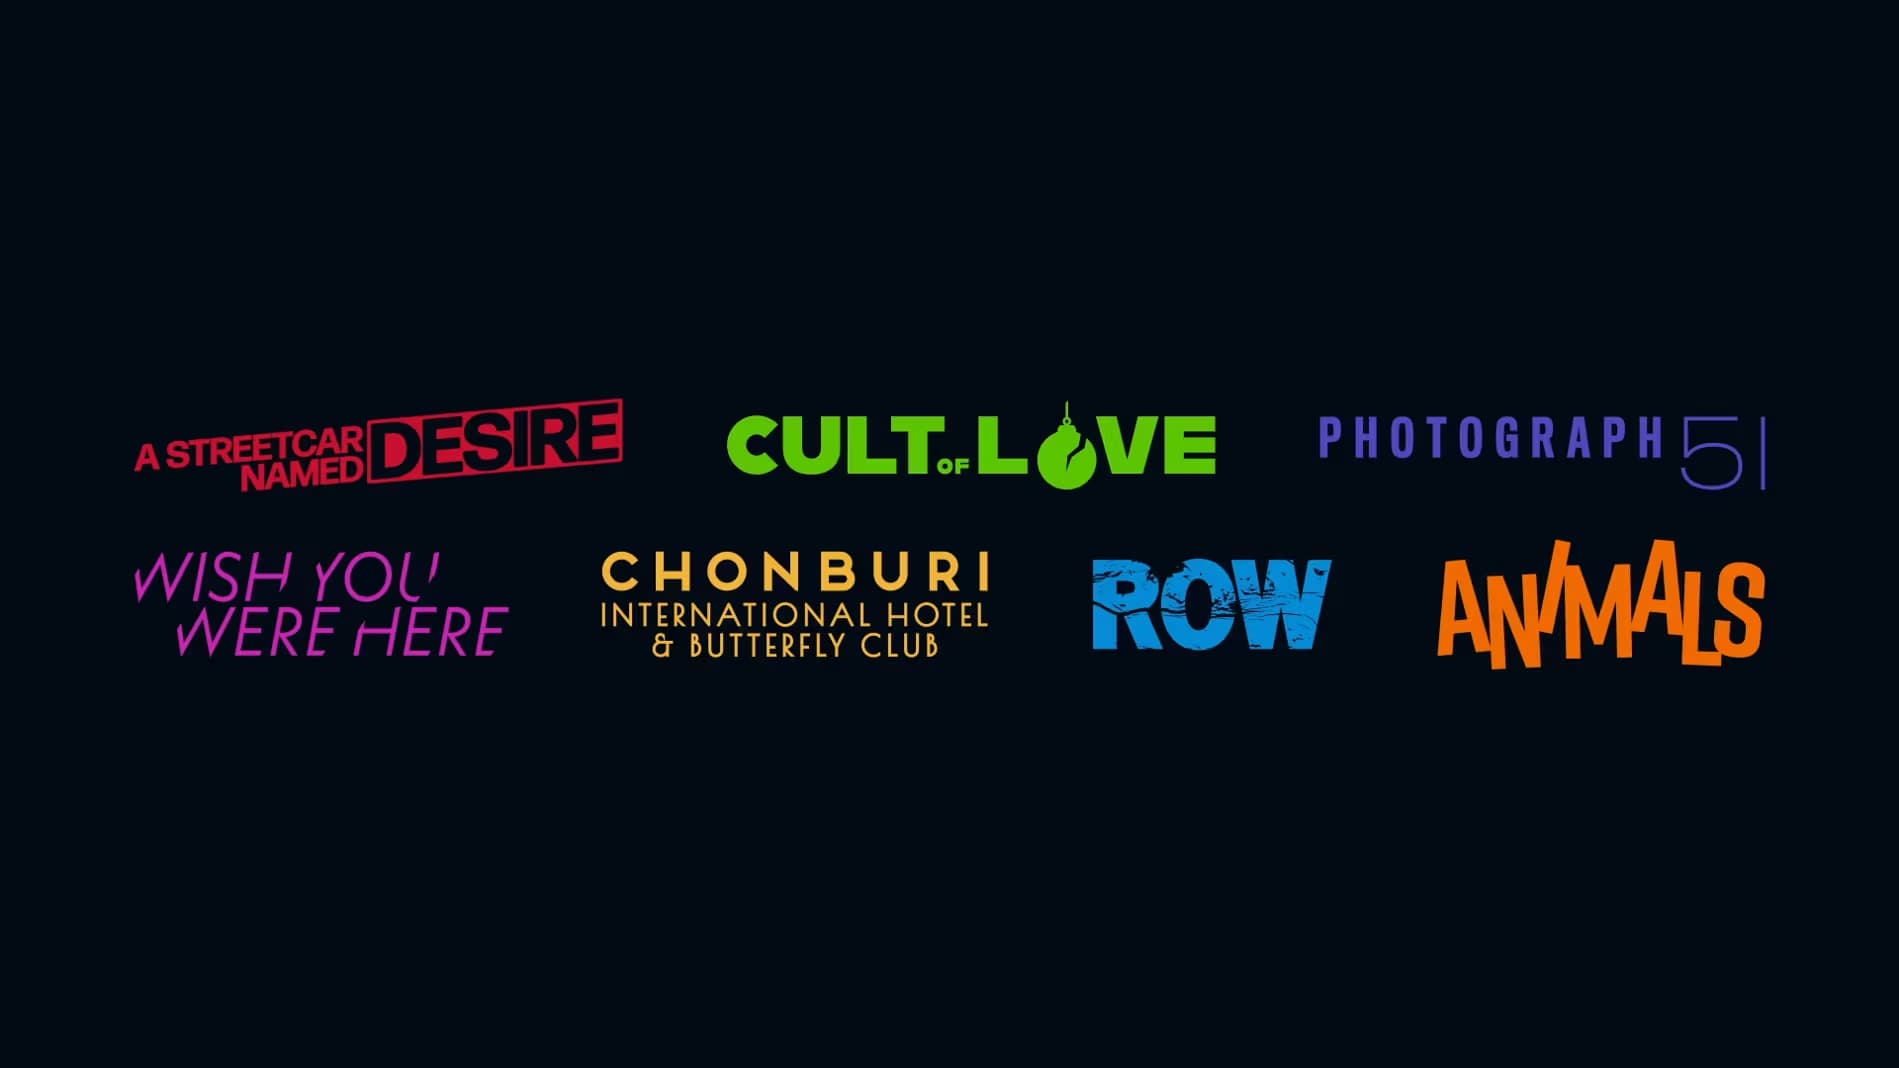 A STREETCAR
NAMED DESIRE
CULT OF LOVE
PHOTOGRAPH 51
WISH YOU
WERE HERE
CHONBURI
INTERNATIONAL HOTEL
& BUTTERFLY CLUB
ROW
ANIMALS